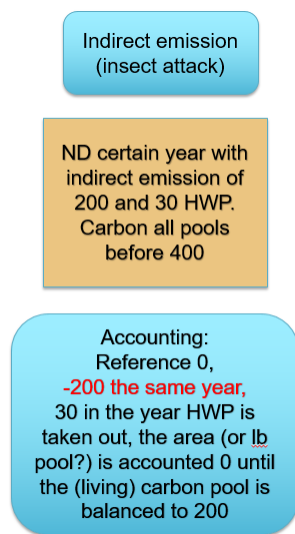 Indirect emission
(insect attack)
ND certain year with
indirect emission of
200 and 30 HWP.
Carbon all pools
before 400
Accounting:
Reference 0,
-200 the same year,
30 in the year HWP is
taken out, the area (or lb
pool?) is accounted 0 until
the (living) carbon pool is
balanced to 200